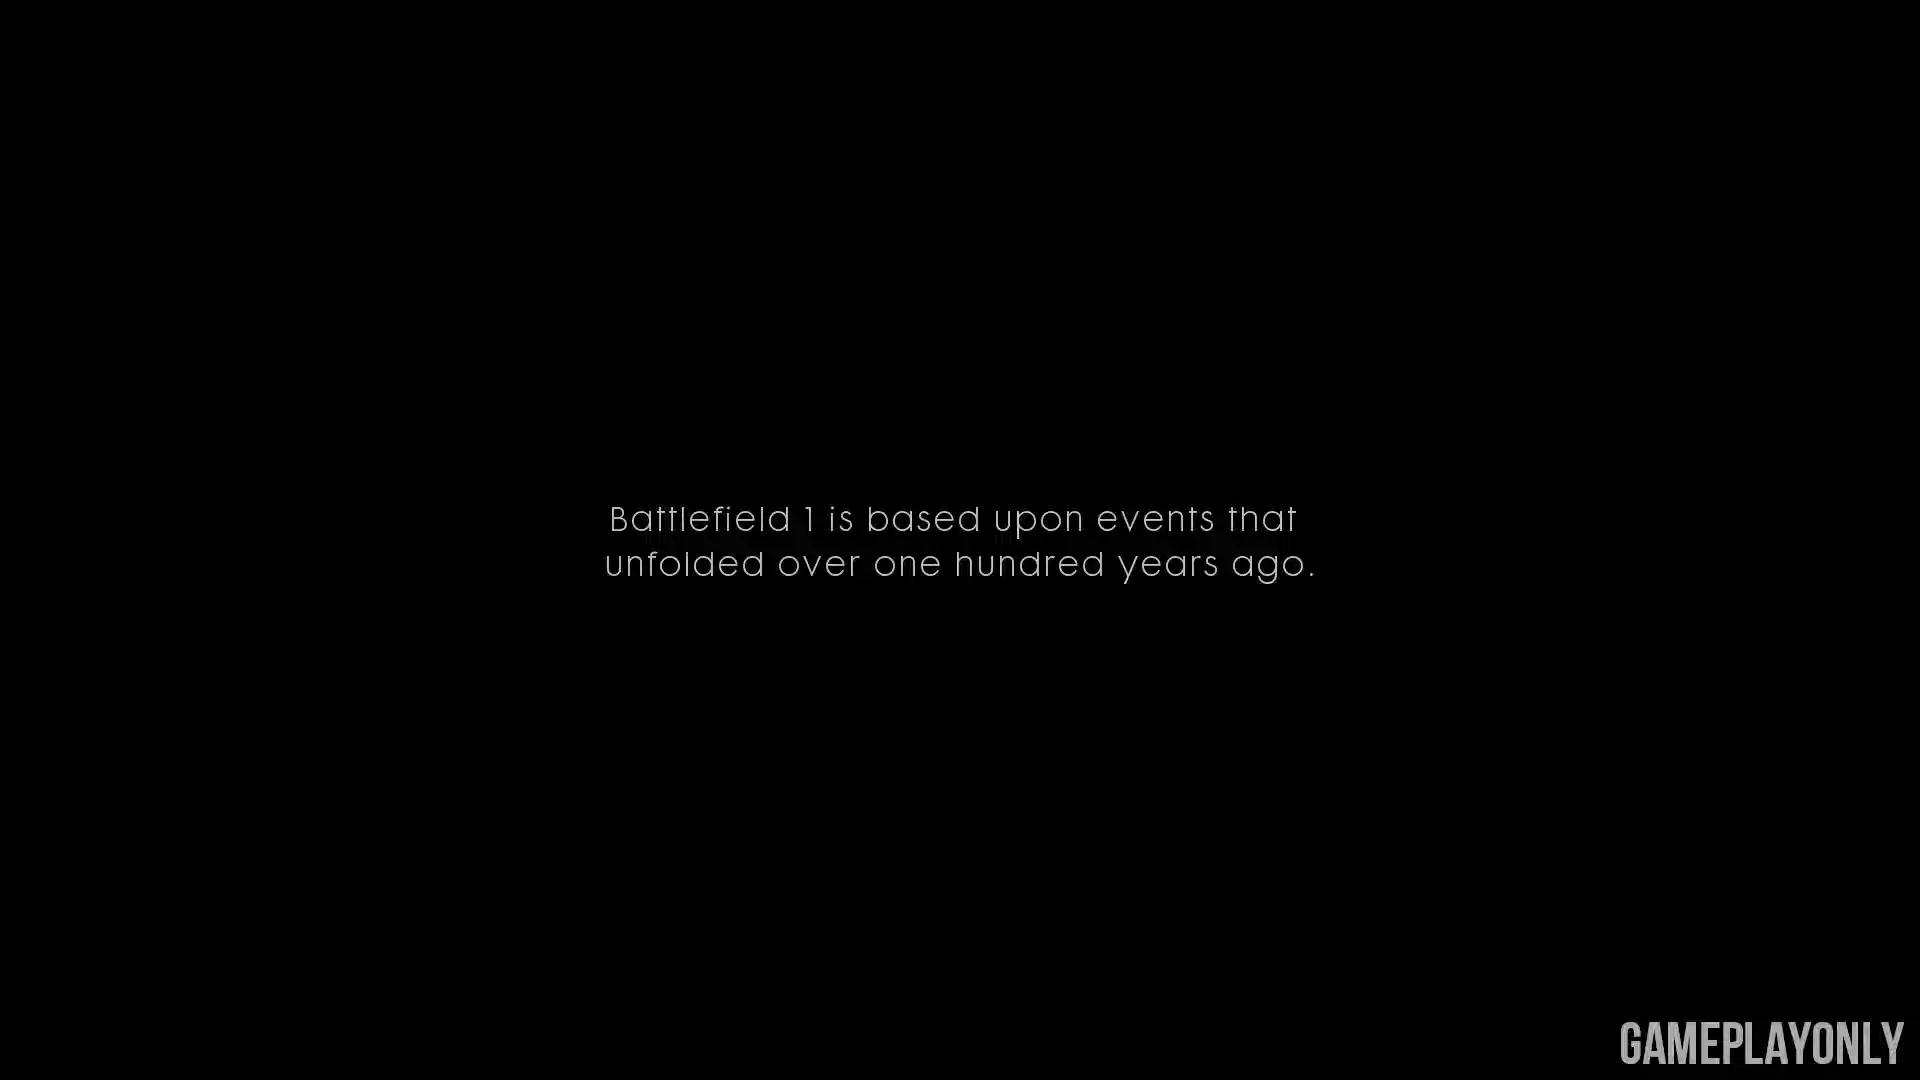 Battlefield 1 is based upon events that
unfolded over one hundred years ago.
GAMEPLAYONLY